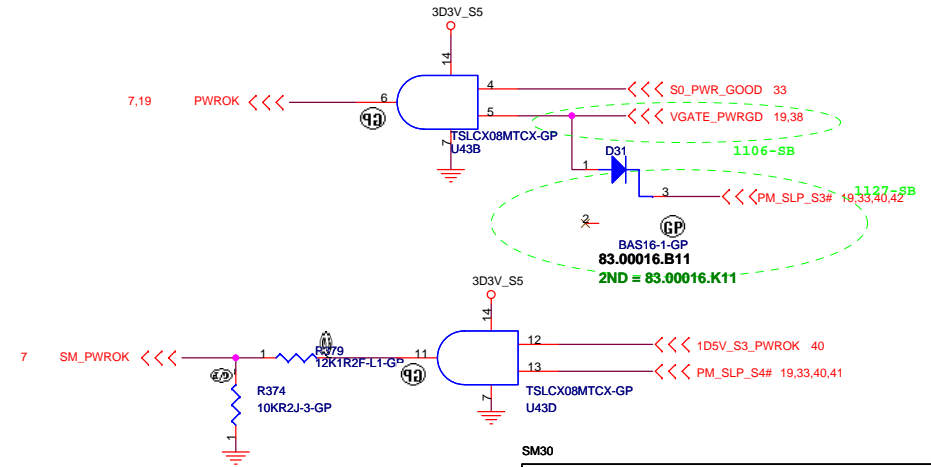 3D3V_S5
14
7,19 PWROK 6 4 S0_PWR_GOOD 33
5 VGATE_PWRGD 19,38
GP
7 TSLCX08MTCX-GP
U43B
1106-SB
D31
1
3 PM_SLP_S3# 19,33,40,42
1127-SB
2
GP
BAS16-1-GP
83.00016.B11
2ND = 83.00016.K11
3D3V_S5
14
12 1D5V_S3_PWROK 40
7 SM_PWROK 1 R379 11
12K1R2F-L1-GP
GP
13 PM_SLP_S4# 19,33,40,41
R374
10KR2J-3-GP
7 TSLCX08MTCX-GP
U43D
1
SM30